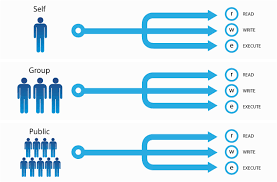 Self
r READ
w WRITE
e EXECUTE
Group
r READ
w WRITE
e EXECUTE
Public
r READ
w WRITE
e EXECUTE